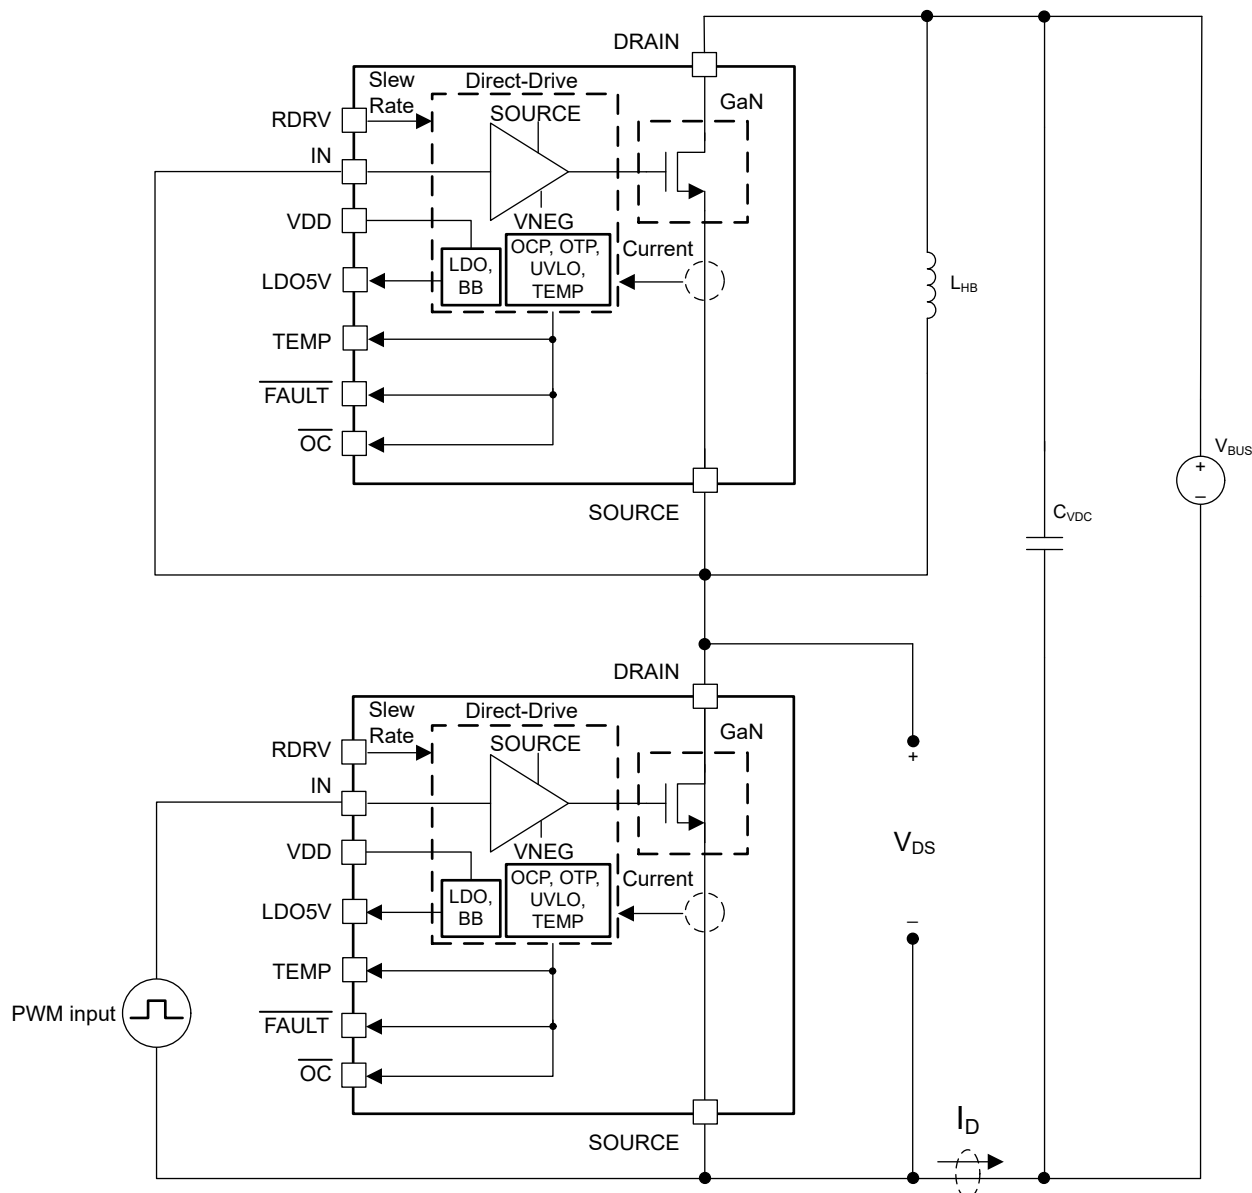 DRAIN
Slew
Rate
Direct-Drive
GaN
RDRV
SOURCE
IN
VDD
VNEG
LDO,
BB
OCP, OTP,
UVLO,
TEMP
Current
LDO5V
TEMP
FAULT
OC
SOURCE
LHB
CVDC
VBUS
+
–
DRAIN
Slew
Rate
Direct-Drive
GaN
RDRV
SOURCE
IN
VDD
VNEG
LDO,
BB
OCP, OTP,
UVLO,
TEMP
Current
LDO5V
TEMP
FAULT
OC
PWM input
SOURCE
+
VDS
–
ID